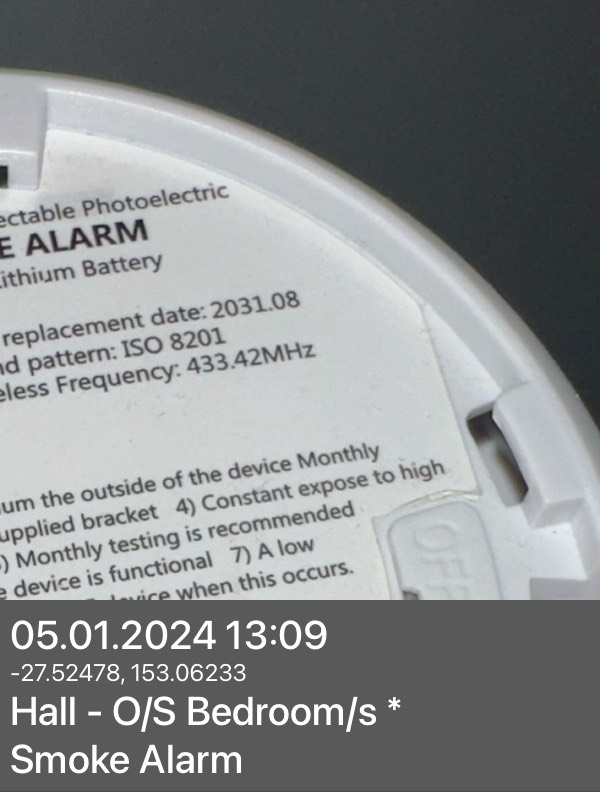 ectable Photoelectric
E ALARM
ithium Battery
replacement date: 2031.08
nd pattern: ISO 8201
eless Frequency: 433.42MHz
um the outside of the device Monthly
upplied bracket 4) Constant expose to high
) Monthly testing is recommended
e device is functional 7) A low
device when this occurs.
OFF
05.01.2024 13:09
-27.52478, 153.06233
Hall - O/S Bedroom/s *
Smoke Alarm